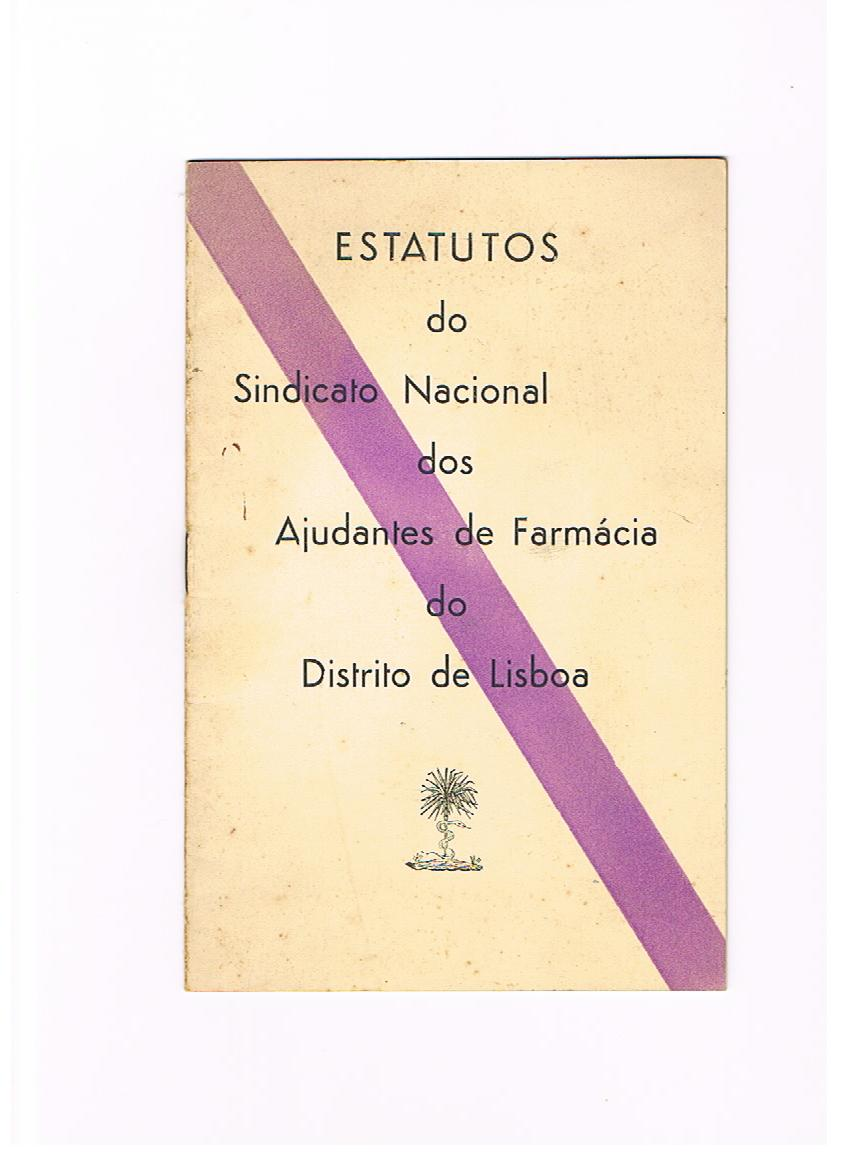 ESTATUTOS
do
Sindicato Nacional
dos
Ajudantes de Farmácia
do
Distrito de Lisboa